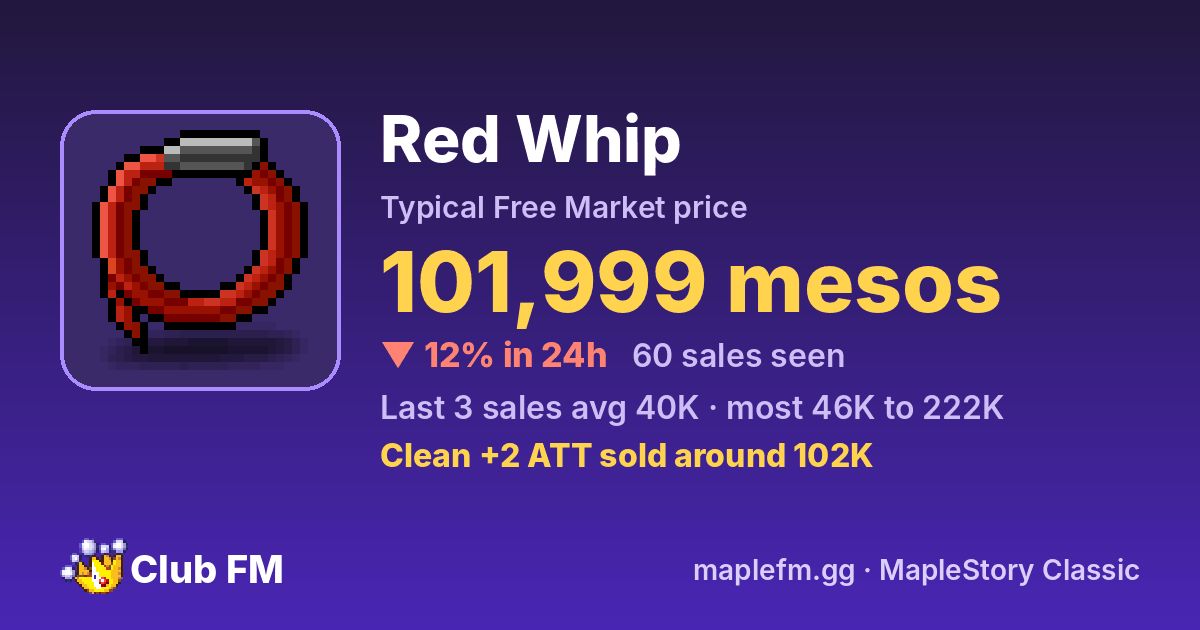 Red Whip
Typical Free Market price
101,999 mesos
▼ 12% in 24h 60 sales seen
Last 3 sales avg 40K · most 46K to 222K
Clean +2 ATT sold around 102K
Club FM
maplefm.gg · MapleStory Classic